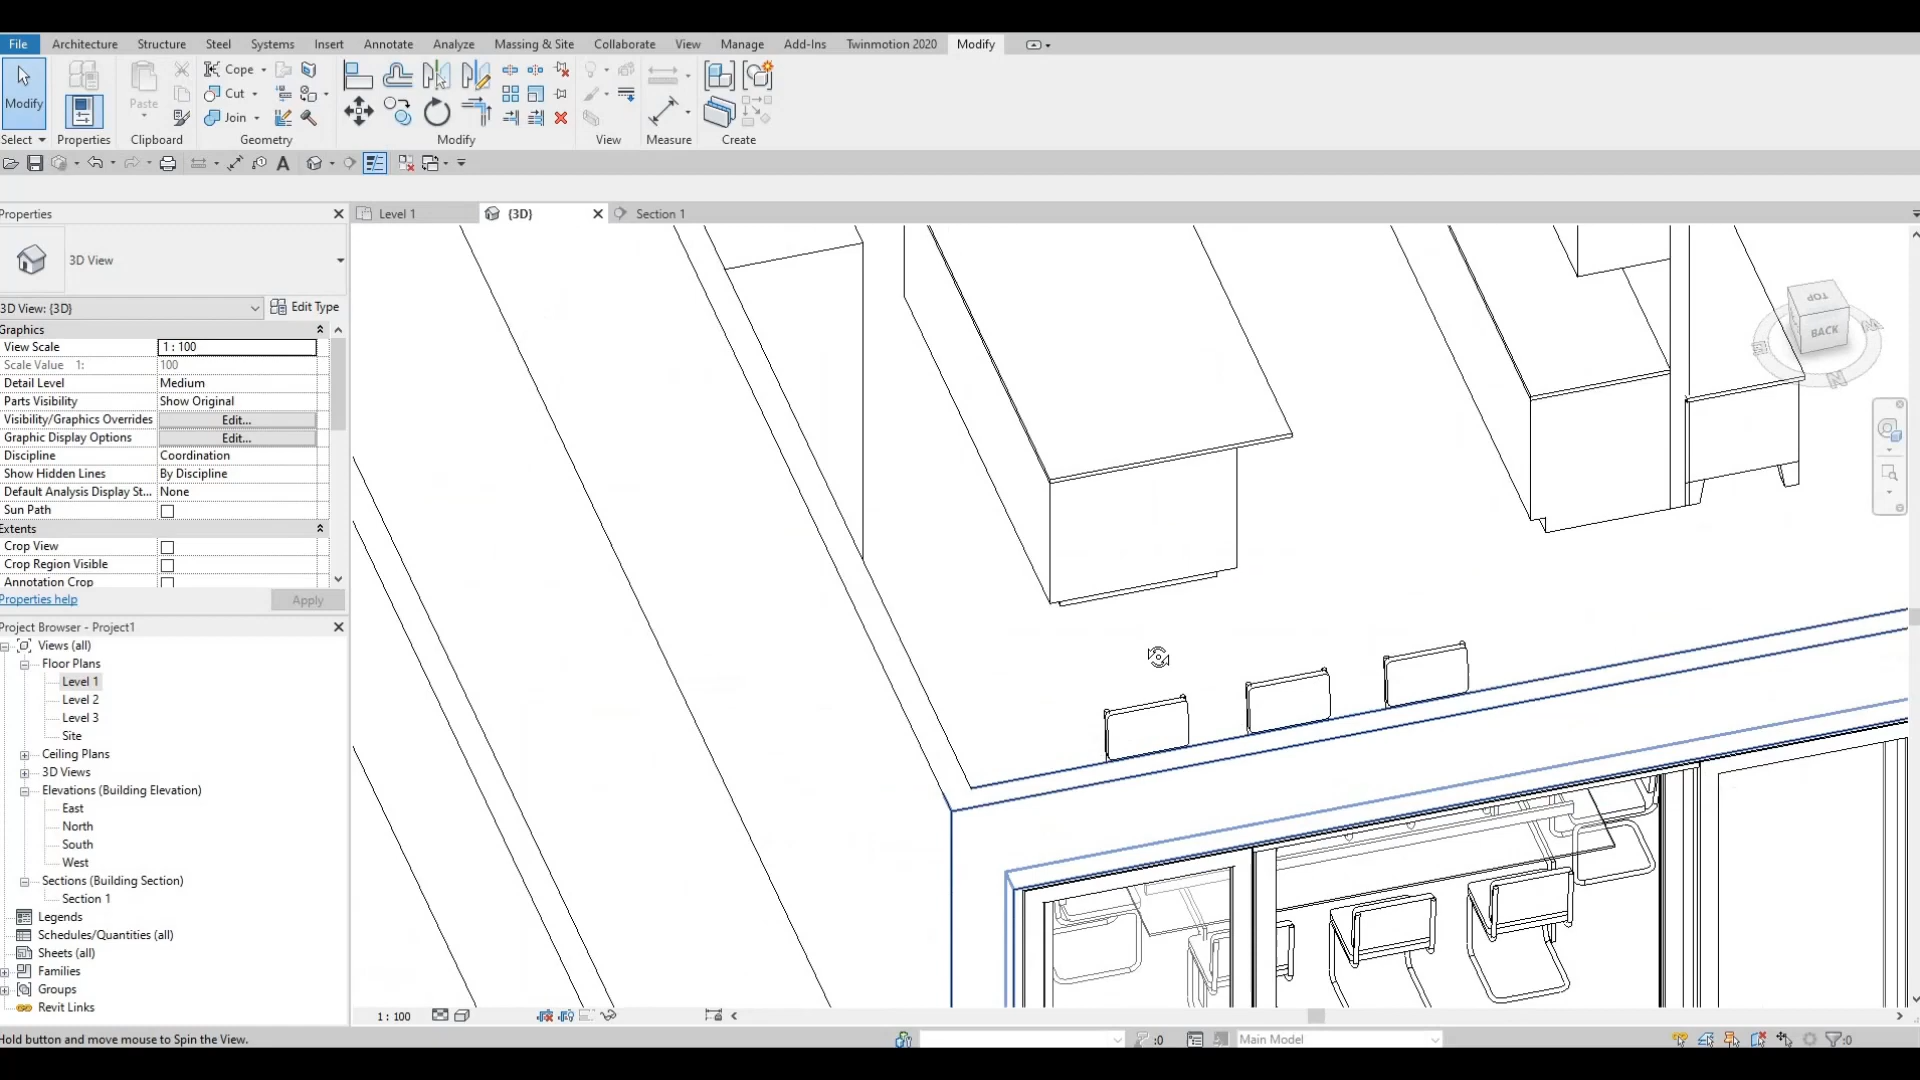 File Architecture Structure Steel Systems Insert Annotate Analyze Massing & Site Collaborate View Manage Add-Ins Twinmotion 2020 Modify
Cope
Modify
Paste
Cut
Join
Select Properties Clipboard Geometry Modify View Measure Create
Properties
Level 1
{3D}
Section 1
3D View
3D View: {3D}
Edit Type
Graphics
View Scale 1 : 100
Scale Value 1: 100
Detail Level Medium
Parts Visibility Show Original
Visibility/Graphics Overrides Edit...
Graphic Display Options Edit...
Discipline Coordination
Show Hidden Lines By Discipline
Default Analysis Display St... None
Sun Path
Extents
Crop View
Crop Region Visible
Annotation Crop
Properties help
Apply
TOP
BACK
N
Project Browser - Project1
Views (all)
Floor Plans
Level 1
Level 2
Level 3
Site
Ceiling Plans
3D Views
Elevations (Building Elevation)
East
North
South
West
Sections (Building Section)
Section 1
Legends
Schedules/Quantities (all)
Sheets (all)
Families
Groups
Revit Links
1 : 100
Hold button and move mouse to Spin the View.
:0
Main Model
:0